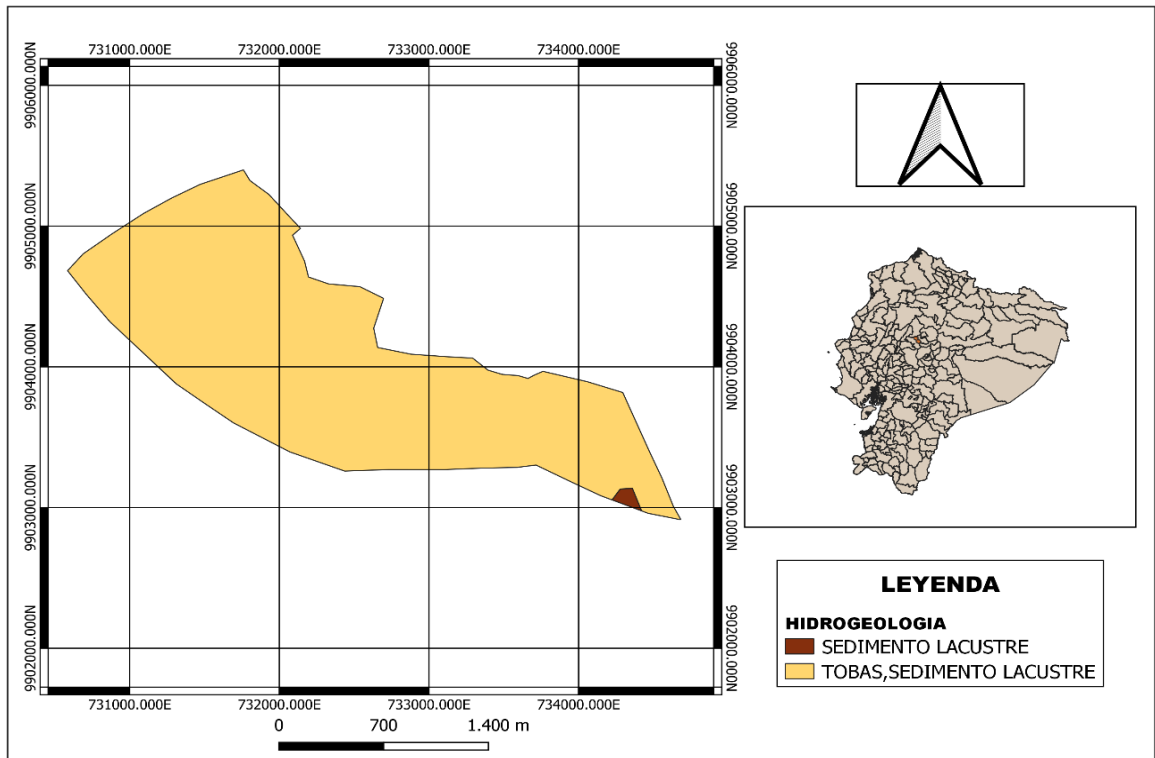 731000.000E 732000.000E 733000.000E 734000.000E
9906000.000N
9905000.000N
9904000.000N
9903000.000N
9902000.000N
9906000.000N
9905000.000N
9904000.000N
9903000.000N
9902000.000N
731000.000E 732000.000E 733000.000E 734000.000E
0 700 1.400 m
LEYENDA
HIDROGEOLOGIA
SEDIMENTO LACUSTRE
TOBAS,SEDIMENTO LACUSTRE